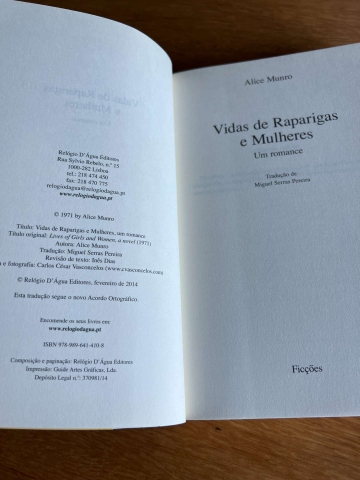 Relógio D'Água Editores
Rua Sylvio Rebelo, n.º 15
1000-282 Lisboa
tel.: 218 474 450
fax: 218 470 775
relogiodagua@relogiodagua.pt
www.relogiodagua.pt
© 1971 by Alice Munro
Título: Vidas de Raparigas e Mulheres, um romance
Título original: Lives of Girls and Women, a novel (1971)
Autora: Alice Munro
Tradução: Miguel Serras Pereira
Revisão de texto: Inês Dias
e fotografia: Carlos César Vasconcelos (www.cvasconcelos.com
© Relógio D'Água Editores, fevereiro de 2014
Esta tradução segue o novo Acordo Ortográfico.
Encomende os seus livros em:
www.relogiodagua.pt
ISBN 978-989-641-410-8
Composição e paginação: Relógio D'Água Editores
Impressão: Guide Artes Gráficas, Lda.
Depósito Legal n.º: 370981/14
Alice Munro
Vidas de Raparigas
e Mulheres
Um romance
Tradução de
Miguel Serras Pereira
Ficções